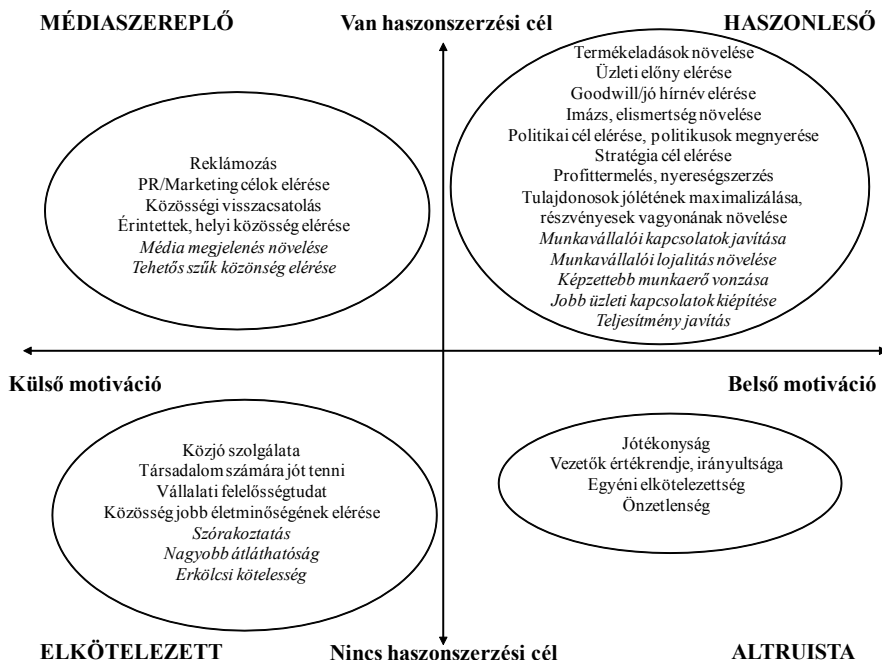 MÉDIASZEREPLŐ
Van haszonszerzési cél
HASZONLESŐ
Reklámozás
PR/Marketing célok elérése
Közösségi visszacsatolás
Érintettek, helyi közösség elérése
Média megjelenés növelése
Tehetős szűk közönség elérése
Termékeladások növelése
Üzleti előny elérése
Goodwill/jó hírnév elérése
Imázs, elismertség növelése
Politikai cél elérése, politikusok megnyerése
Stratégia cél elérése
Profittermelés, nyereségszerzés
Tulajdonosok jólétének maximalizálása,
részvényesek vagyonának növelése
Munkavállalói kapcsolatok javítása
Munkavállalói lojalitás növelése
Képzettebb munkaerő vonzása
Jobb üzleti kapcsolatok kiépítése
Teljesítmény javítás
Külső motiváció
Belső motiváció
Közjó szolgálata
Társadalom számára jót tenni
Vállalati felelősségtudat
Közösség jobb életminőségének elérése
Szórakoztatás
Nagyobb átláthatóság
Erkölcsi kötelesség
Jótékonyság
Vezetők értékrendje, irányultsága
Egyéni elkötelezettség
Önzetlenség
ELKÖTELEZETT
Nincs haszonszerzési cél
ALTRUISTA